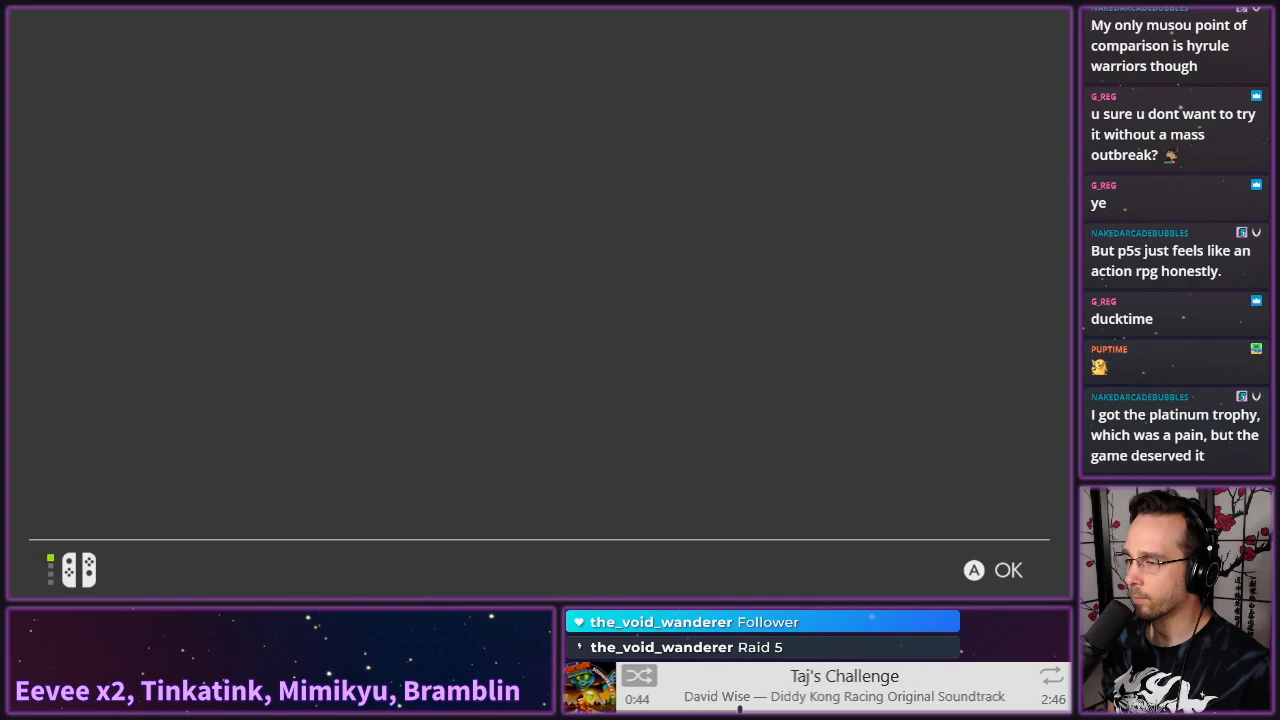 NAKEDARCADEBUBBLES
My only musou point of
comparison is hyrule
warriors though
G_REG
u sure u dont want to try
it without a mass
outbreak?
G_REG
ye
NAKEDARCADEBUBBLES
But p5s just feels like an
action rpg honestly.
G_REG
ducktime
PUPTIME
NAKEDARCADEBUBBLES
I got the platinum trophy,
which was a pain, but the
game deserved it
A OK
the_void_wanderer Follower
the_void_wanderer Raid 5
Eevee x2, Tinkatink, Mimikyu, Bramblin
Taj's Challenge
0:44 David Wise — Diddy Kong Racing Original Soundtrack 2:46